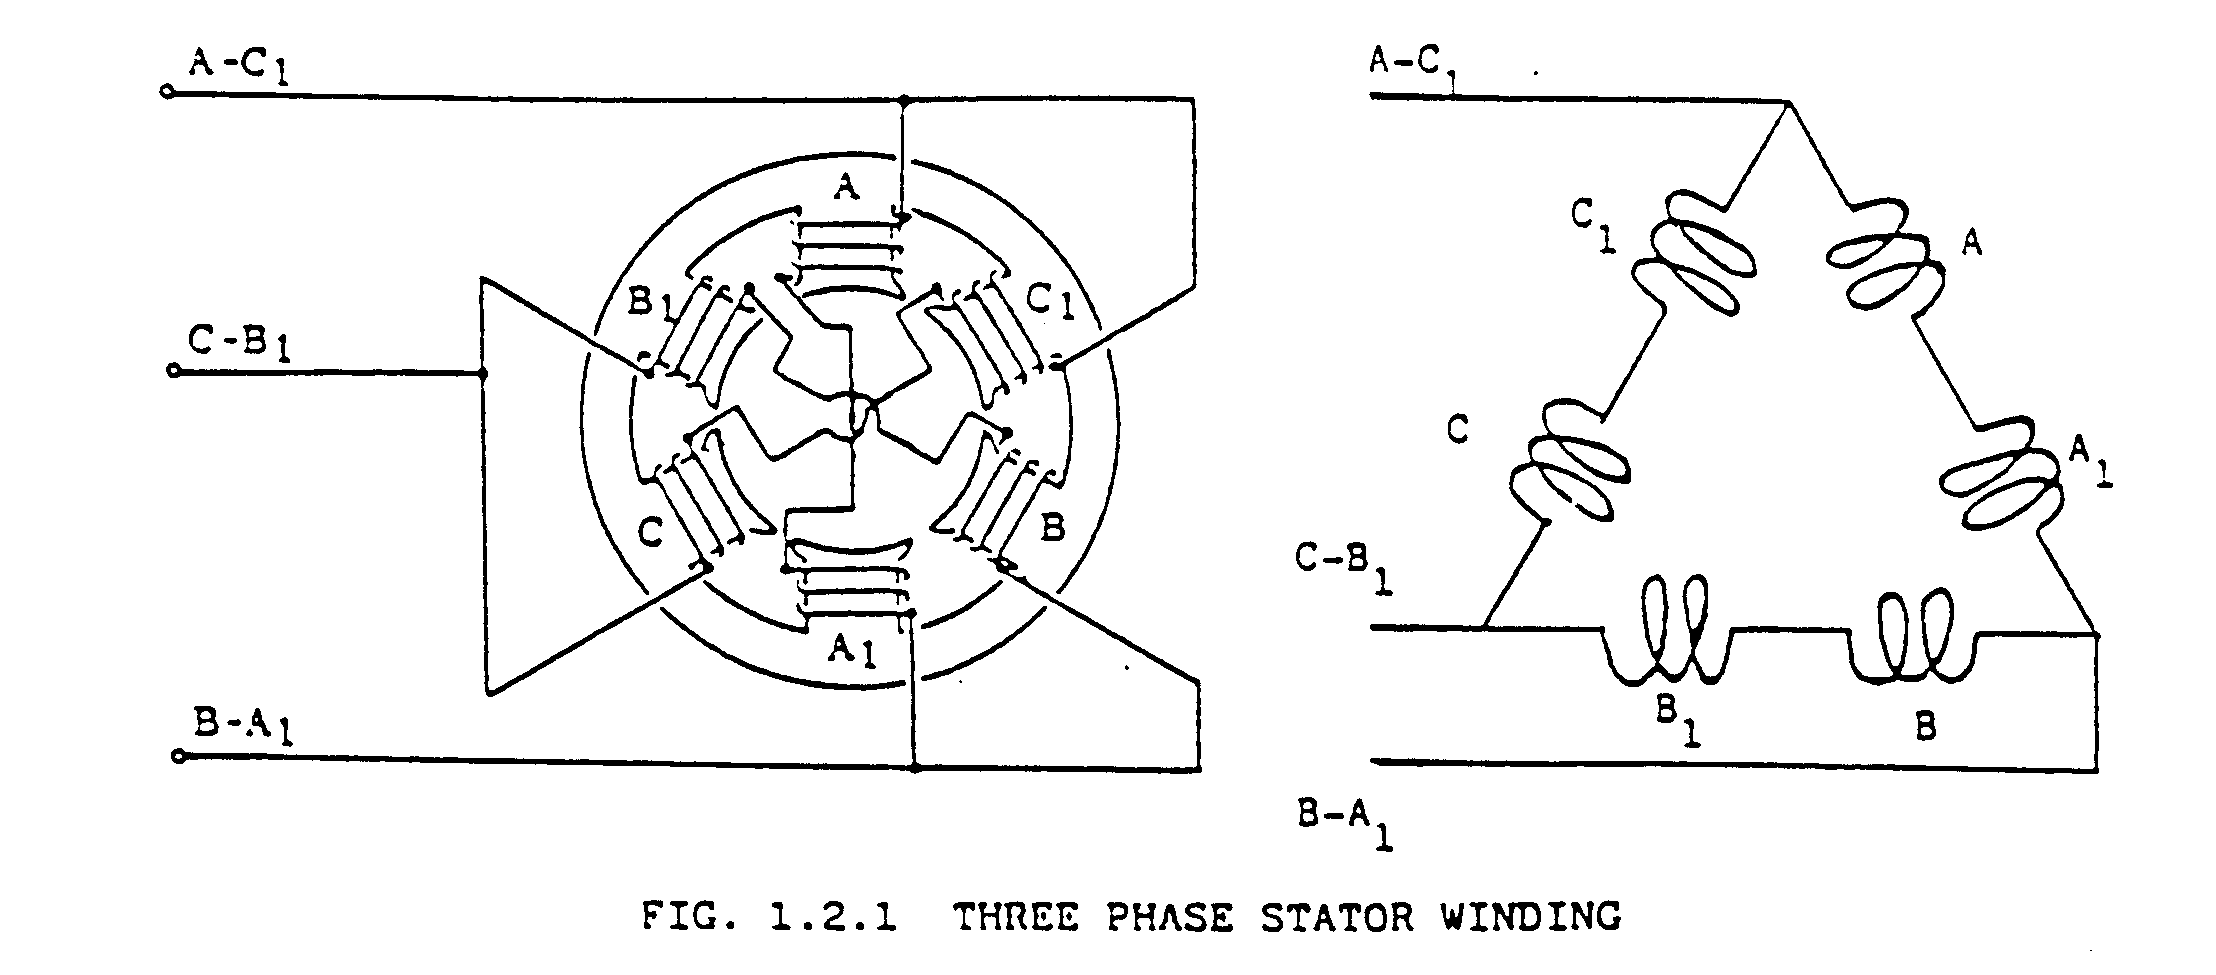 A-C1
A
B1
C1
C-B1
C
B
A1
B-A1
A-C1
C1
A
C
A1
C-B1
B1
B
B-A1
FIG. 1.2.1 THREE PHASE STATOR WINDING